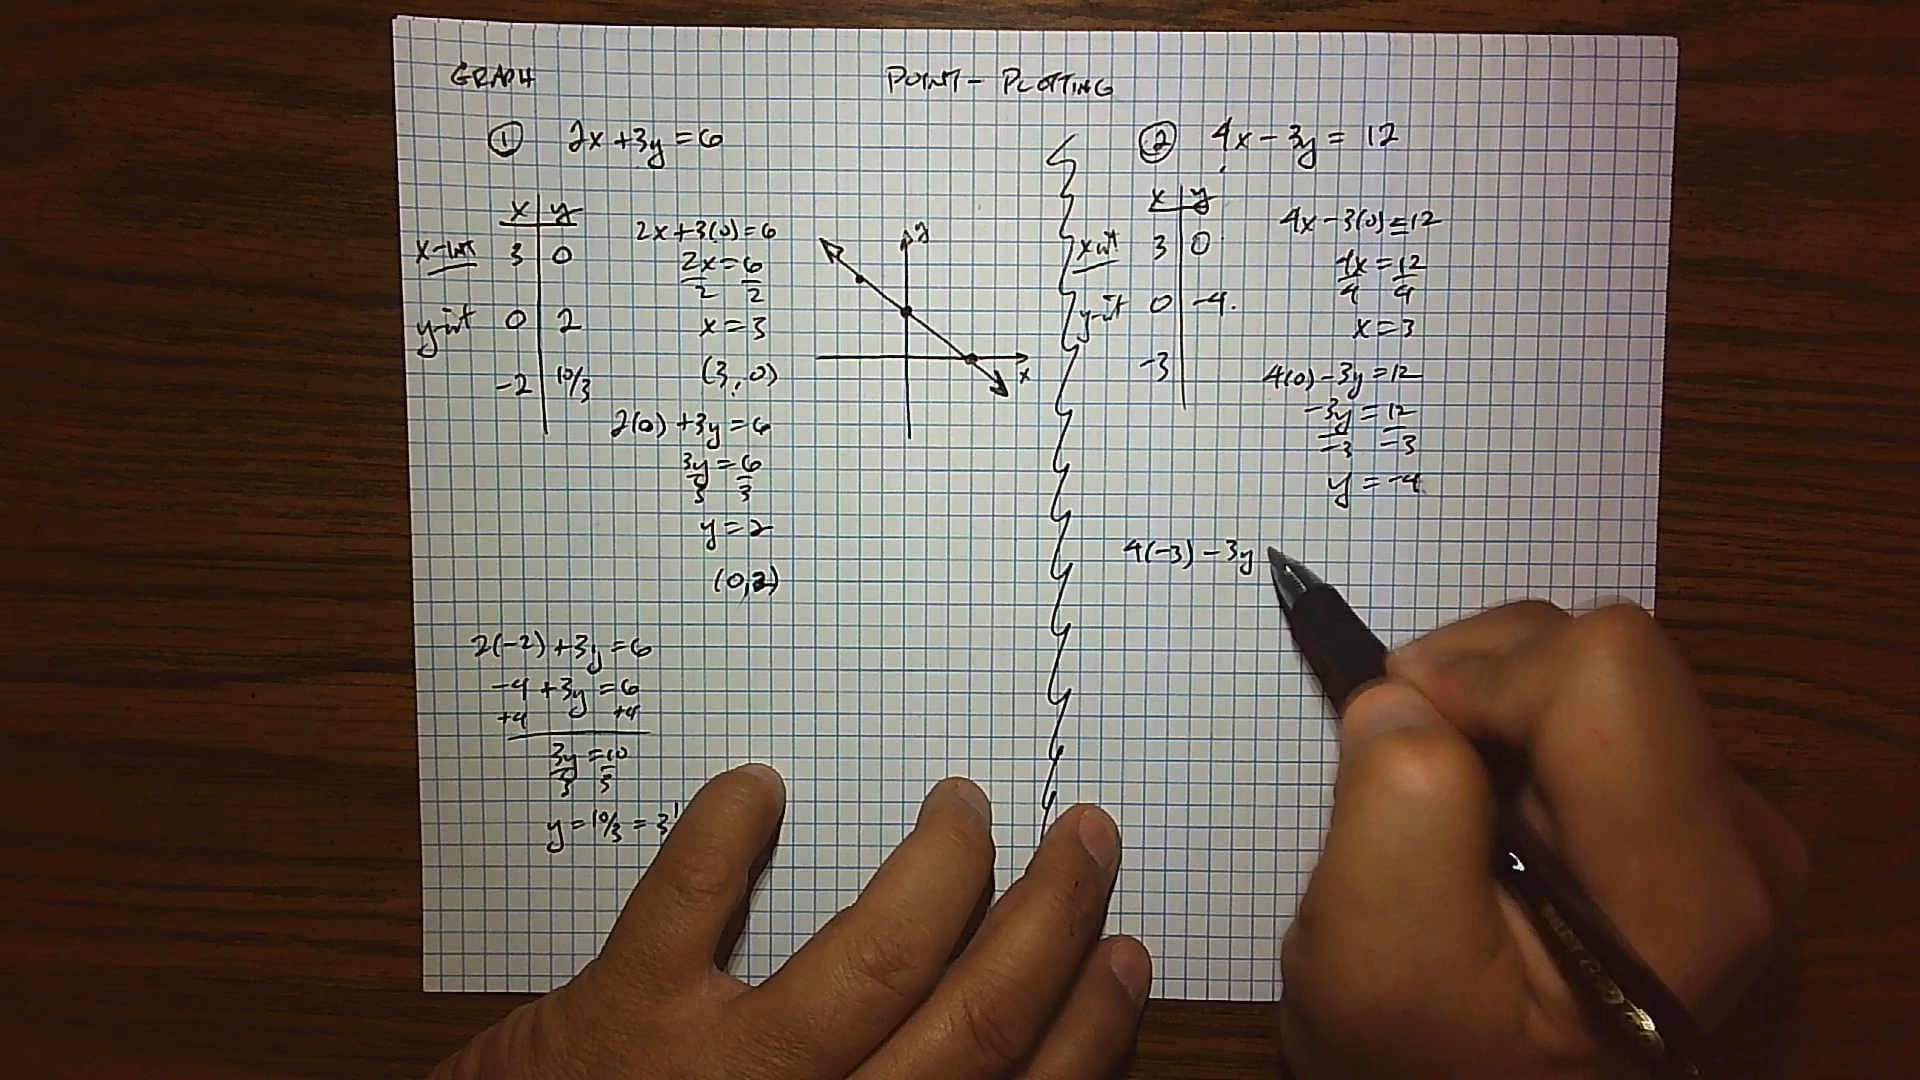 GRAPH
POINT - PLOTTING
① 2x + 3y = 6
x y
x-int 3 0
y-int 0 2
-2 10/3
2x + 3(0) = 6
2x = 6
2 2
x = 3
(3, 0)
2(0) + 3y = 6
3y = 6
3 3
y = 2
(0, 2)
y
x
2(-2) + 3y = 6
-4 + 3y = 6
+4 +4
3y = 10
3 3
y = 10/3 = 3
② 4x - 3y = 12
x y
x int 3 0
y-int 0 -4
-3
4x - 3(0) = 12
4x = 12
4 4
x = 3
4(0) - 3y = 12
-3y = 12
-3 -3
y = -4
4(-3) - 3y